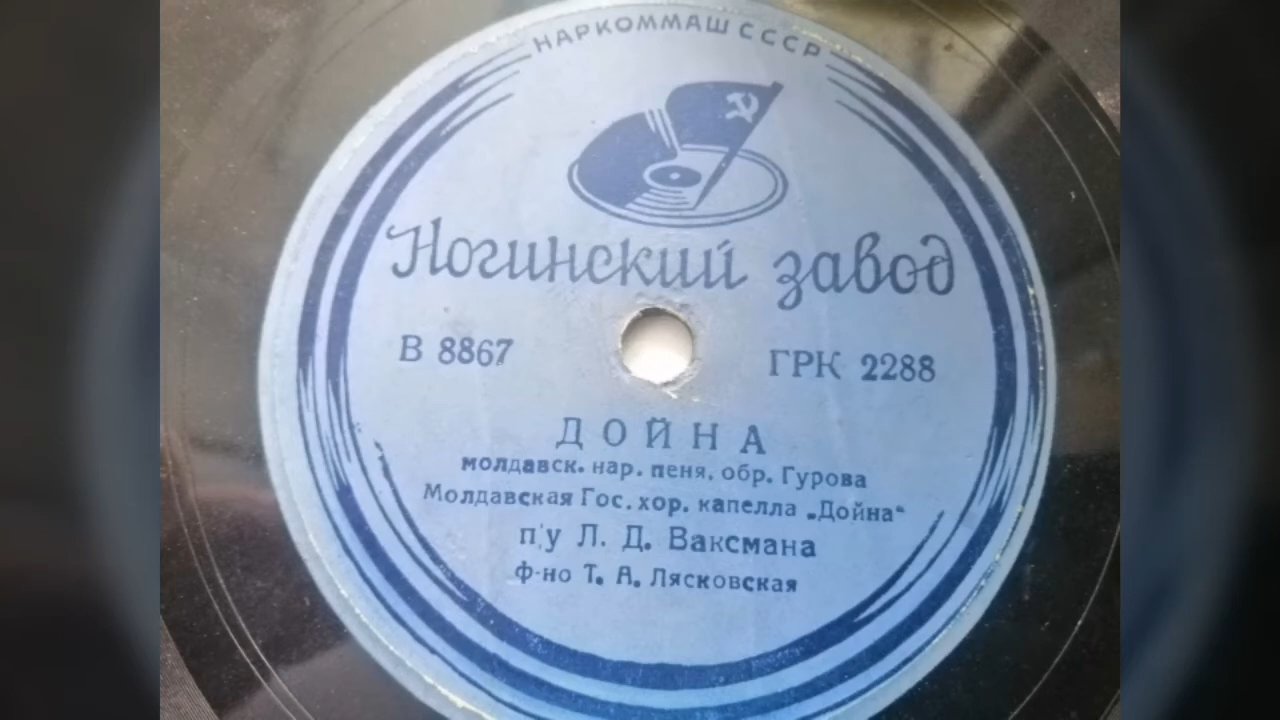 НАРКОММАШ СССР
Ногинский завод
В 8867 ГРК 2288
ДОЙНА
молдавск. нар. пеня, обр. Гурова
Молдавская Гос. хор. капелла „Дойна"
п/у Л. Д. Ваксмана
ф-но Т. А. Лясковская